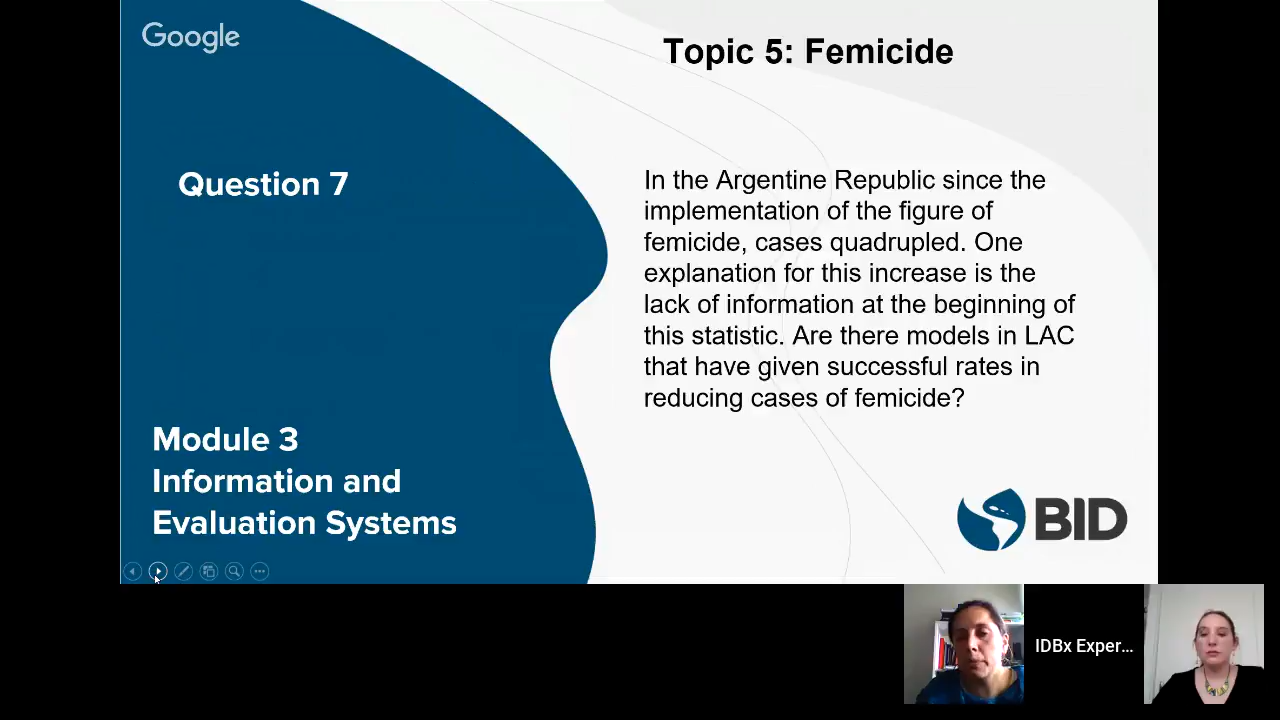 Google
Topic 5: Femicide
Question 7
In the Argentine Republic since the
implementation of the figure of
femicide, cases quadrupled. One
explanation for this increase is the
lack of information at the beginning of
this statistic. Are there models in LAC
that have given successful rates in
reducing cases of femicide?
Module 3
Information and
Evaluation Systems
BID
IDBx Exper...